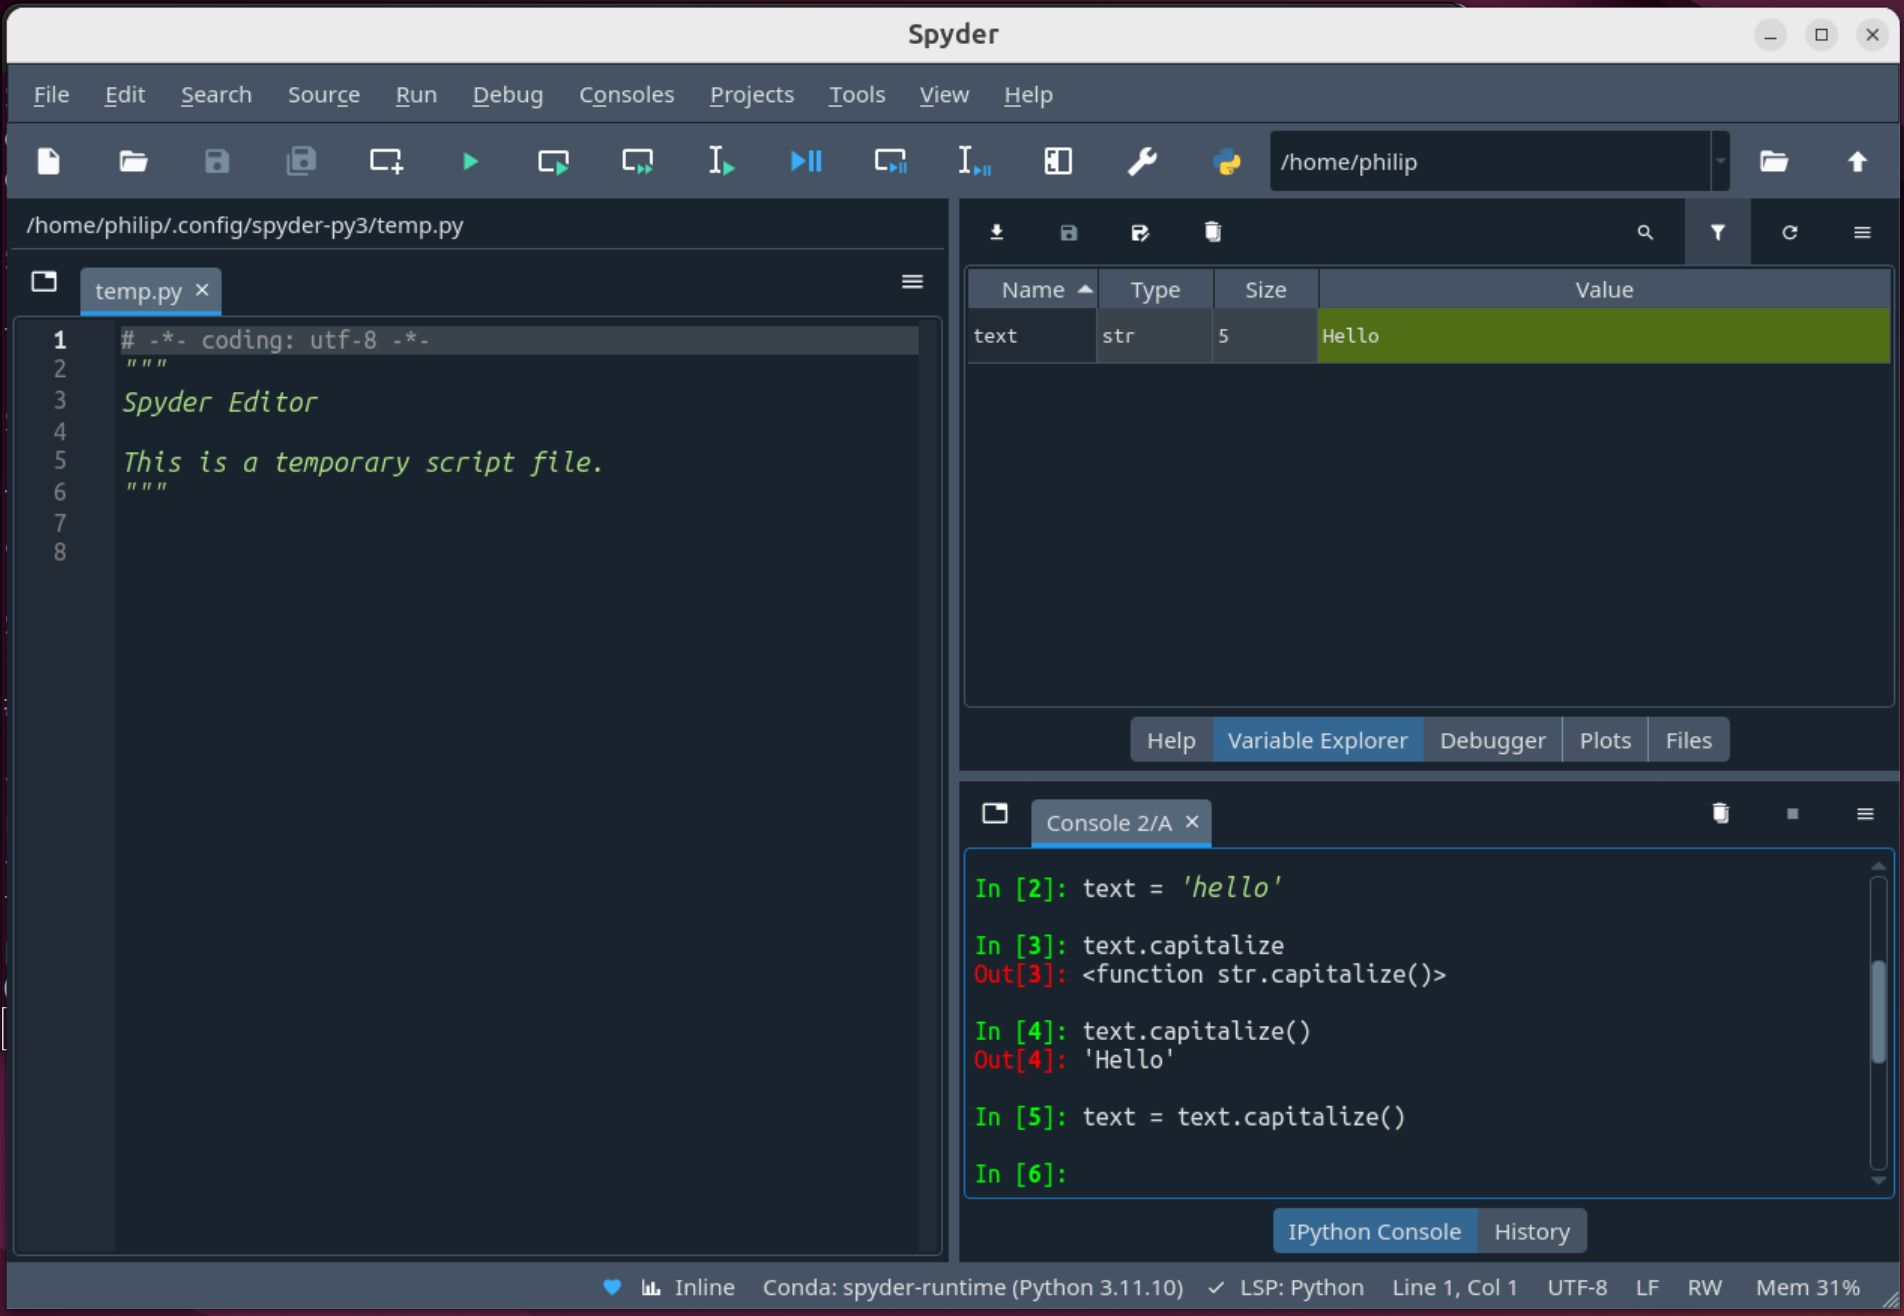 Spyder
File Edit Search Source Run Debug Consoles Projects Tools View Help
/home/philip
/home/philip/.config/spyder-py3/temp.py
temp.py
1 # -*- coding: utf-8 -*-
2 """
3 Spyder Editor
4
5 This is a temporary script file.
6 """
7
8
Name Type Size Value
text str 5 Hello
Help Variable Explorer Debugger Plots Files
Console 2/A
In [2]: text = 'hello'
In [3]: text.capitalize
Out[3]: <function str.capitalize()>
In [4]: text.capitalize()
Out[4]: 'Hello'
In [5]: text = text.capitalize()
In [6]:
IPython Console History
Inline Conda: spyder-runtime (Python 3.11.10) ✓ LSP: Python Line 1, Col 1 UTF-8 LF RW Mem 31%